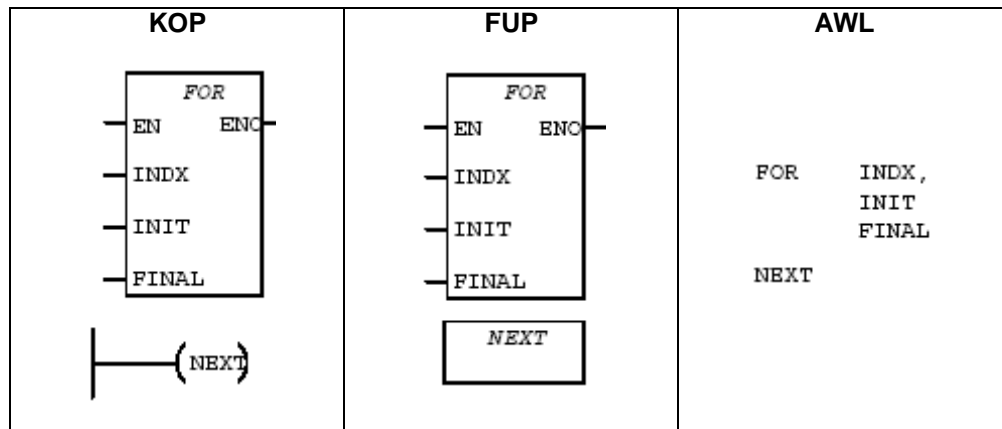 KOP
FUP
AWL
FOR
EN ENO
INDX
INIT
FINAL
NEXT
FOR
EN ENO
INDX
INIT
FINAL
NEXT
FOR INDX,
INIT
FINAL
NEXT